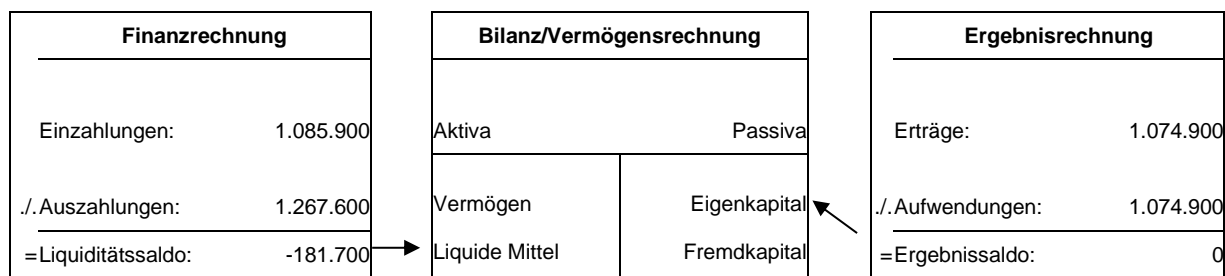 Finanzrechnung
Einzahlungen: 1.085.900
./. Auszahlungen: 1.267.600
= Liquiditätssaldo: -181.700
Bilanz/Vermögensrechnung
Aktiva Passiva
Vermögen Eigenkapital
Liquide Mittel Fremdkapital
Ergebnisrechnung
Erträge: 1.074.900
./. Aufwendungen: 1.074.900
= Ergebnissaldo: 0